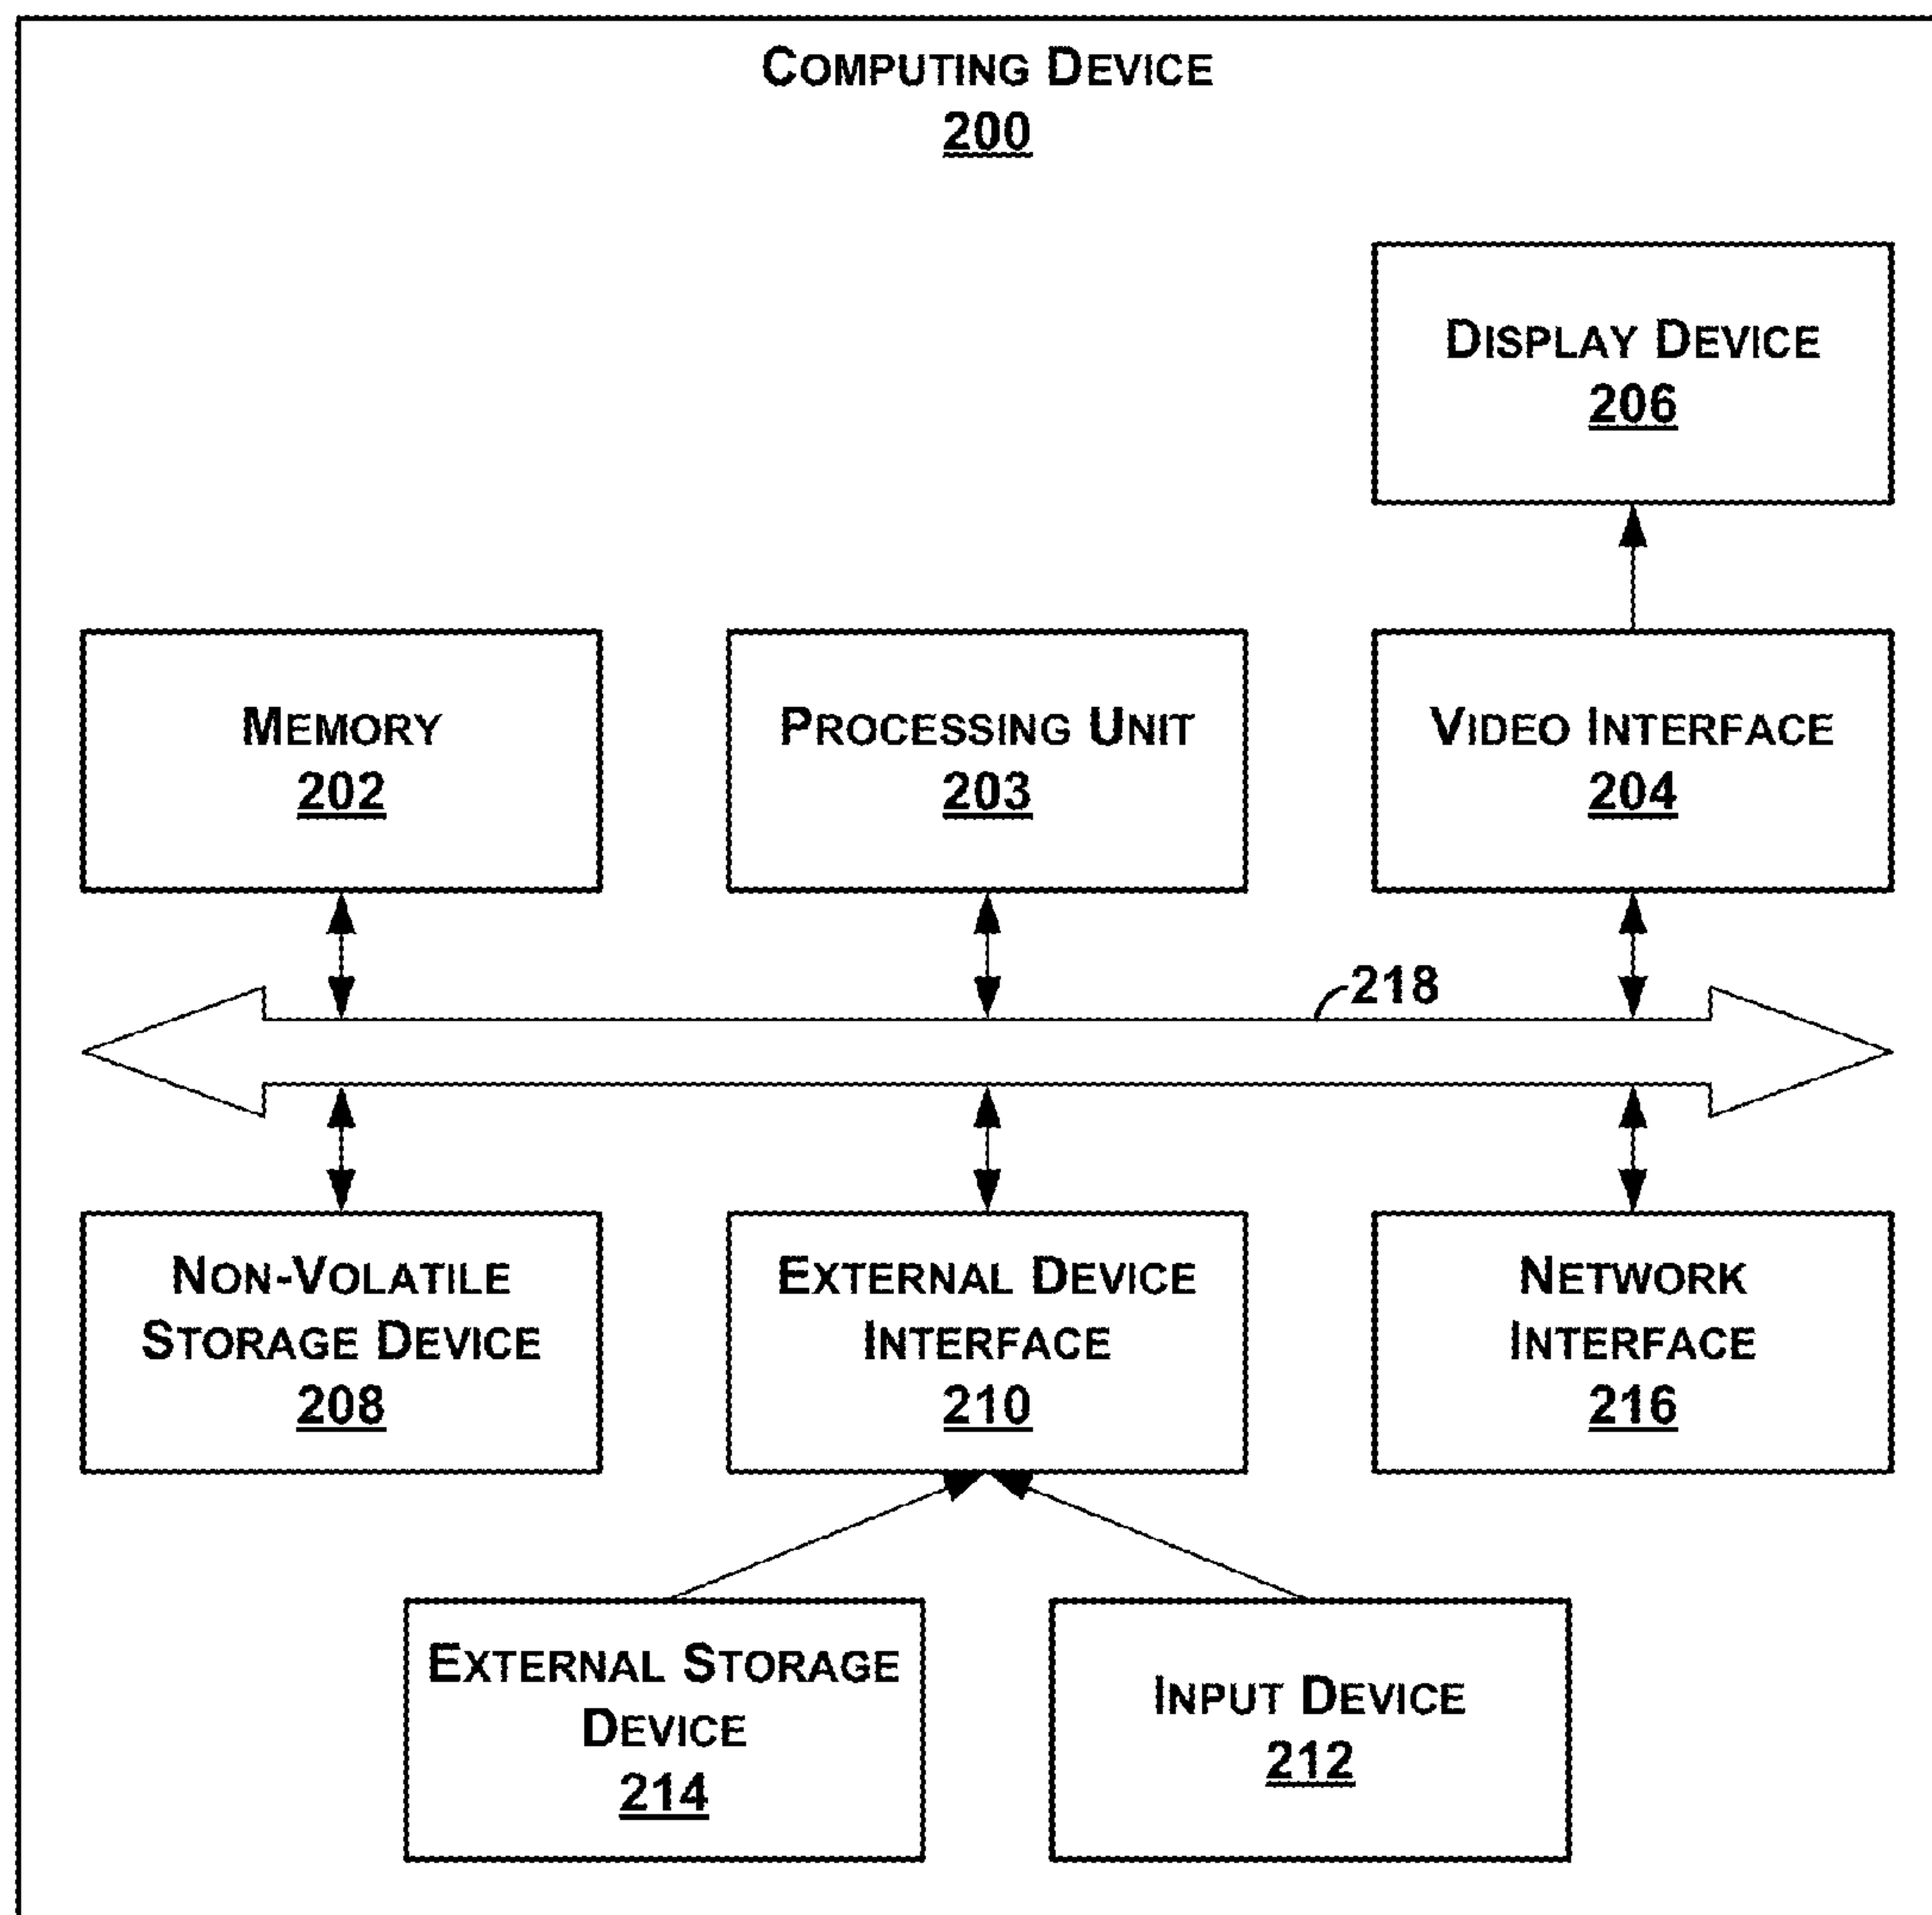 COMPUTING DEVICE
200
DISPLAY DEVICE
206
MEMORY
202
PROCESSING UNIT
203
VIDEO INTERFACE
204
218
NON-VOLATILE
STORAGE DEVICE
208
EXTERNAL DEVICE
INTERFACE
210
NETWORK
INTERFACE
216
EXTERNAL STORAGE
DEVICE
214
INPUT DEVICE
212